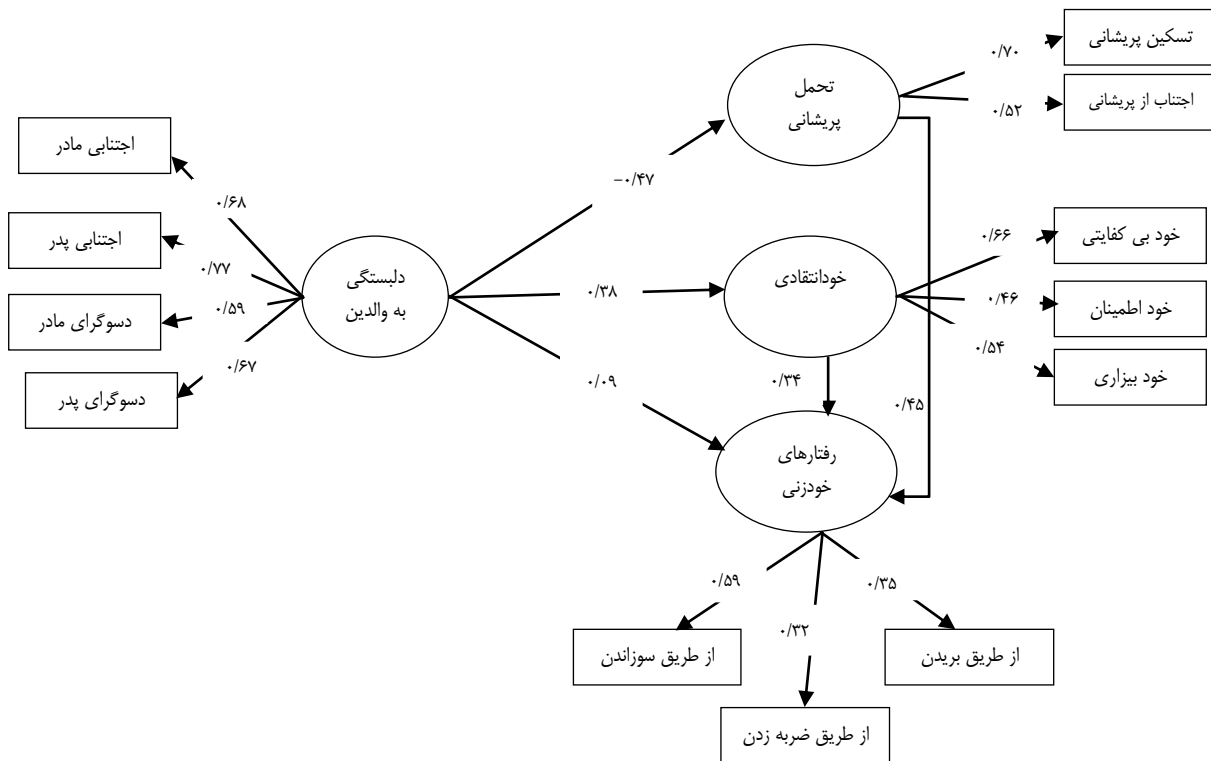 تسکین پریشانی
۰/۷۰
تحمل
پریشانی
اجتناب از پریشانی
۰/۵۲
اجتنابی مادر
-۰/۴۷
۰/۶۸
اجتنابی پدر
خود بی کفایتی
۰/۶۶
۰/۷۷
دلبستگی
به والدین
خودانتقادی
۰/۳۸
خود اطمینان
۰/۴۶
دسوگرای مادر
۰/۵۹
۰/۵۴
خود بیزاری
۰/۶۷
دسوگرای پدر
۰/۰۹
۰/۳۴
۰/۴۵
رفتارهای
خودزنی
۰/۵۹
۰/۳۵
۰/۳۲
از طریق بریدن
از طریق سوزاندن
از طریق ضربه زدن